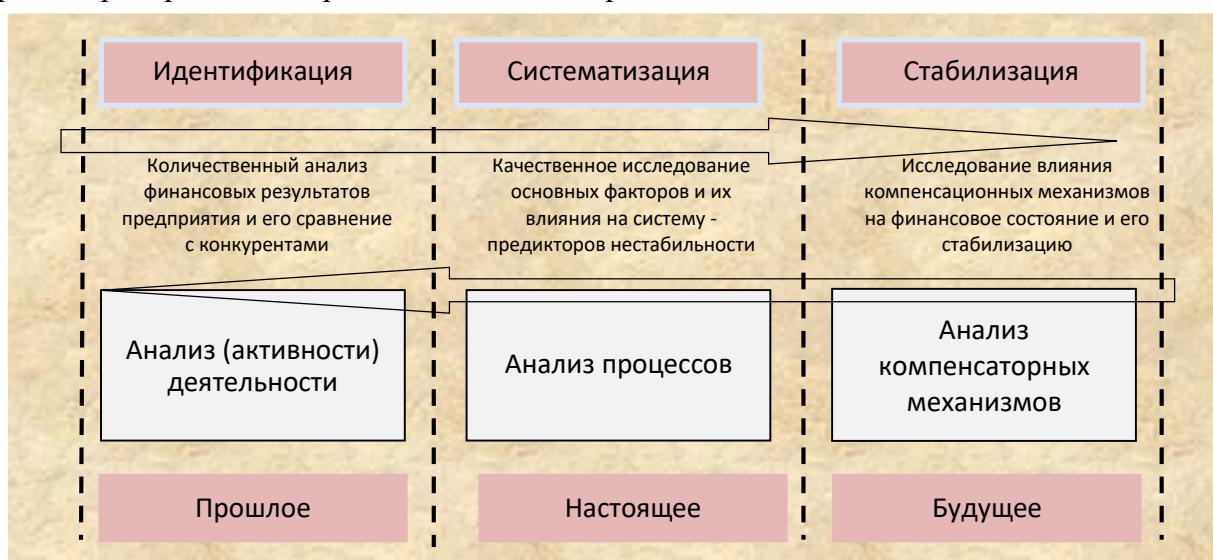 Идентификация
Систематизация
Стабилизация
Количественный анализ
финансовых результатов
предприятия и его сравнение
с конкурентами
Качественное исследование
основных факторов и их
влияния на систему -
предикторов нестабильности
Исследование влияния
компенсационных механизмов
на финансовое состояние и его
стабилизацию
Анализ (активности)
деятельности
Анализ процессов
Анализ
компенсаторных
механизмов
Прошлое
Настоящее
Будущее